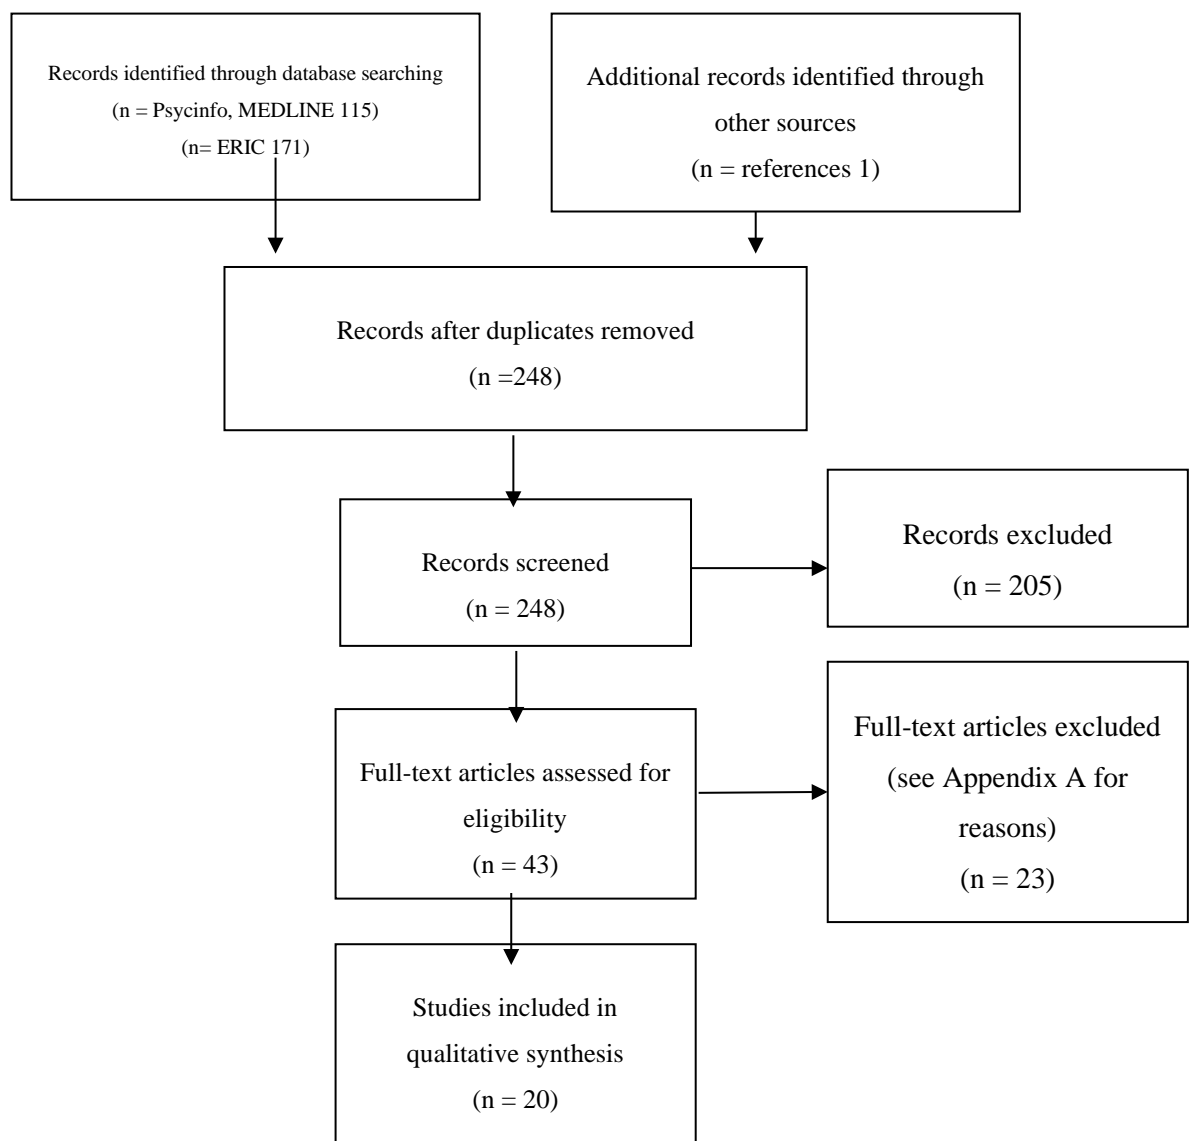 Records identified through database searching
(n = Psycinfo, MEDLINE 115)
(n= ERIC 171)
Additional records identified through
other sources
(n = references 1)
Records after duplicates removed
(n =248)
Records screened
(n = 248)
Records excluded
(n = 205)
Full-text articles assessed for
eligibility
(n = 43)
Full-text articles excluded
(see Appendix A for
reasons)
(n = 23)
Studies included in
qualitative synthesis
(n = 20)